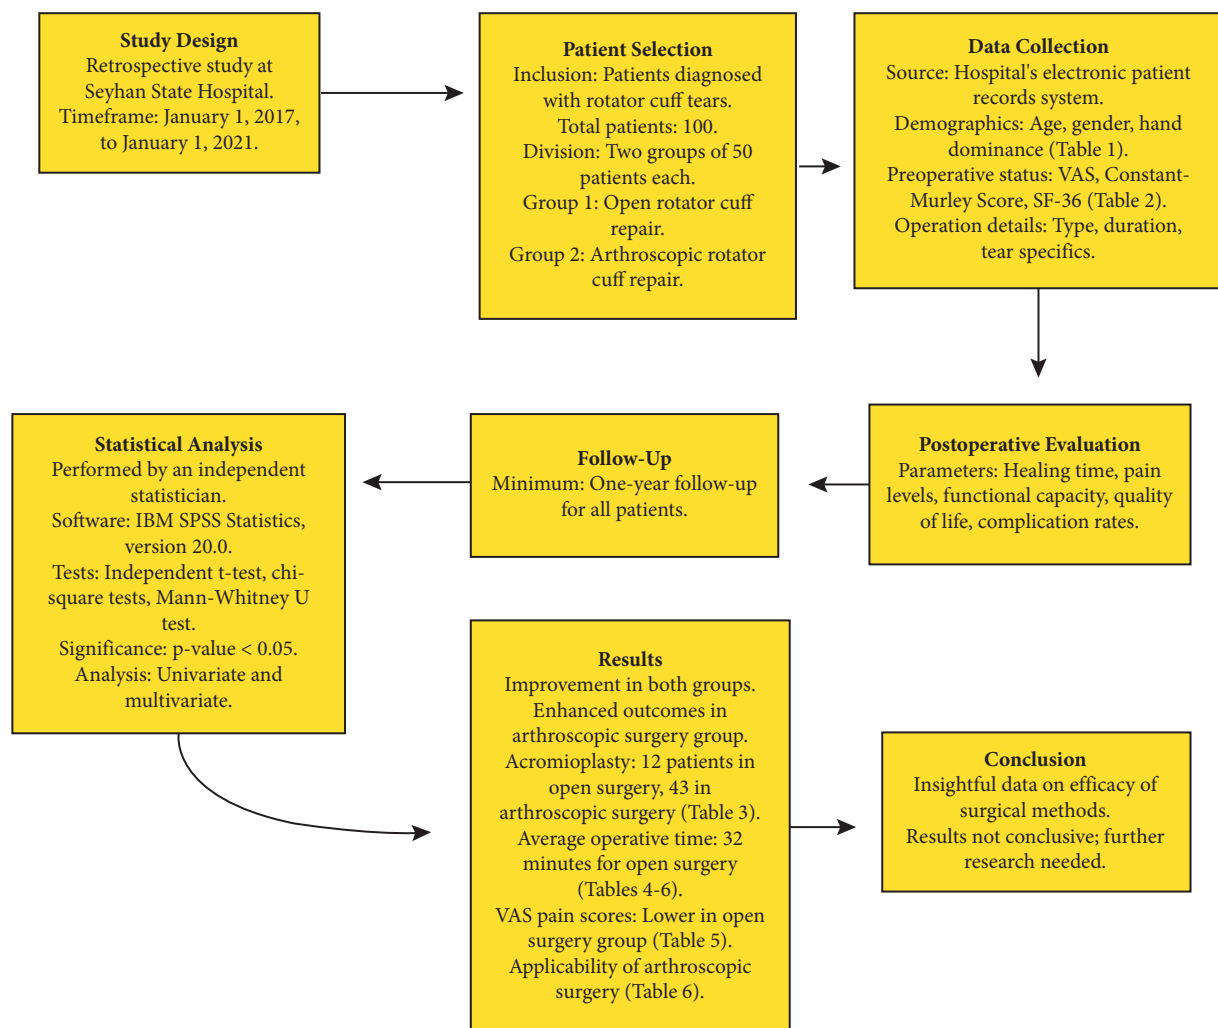 Study Design
Retrospective study at
Seyhan State Hospital.
Timeframe: January 1, 2017,
to January 1, 2021.
Patient Selection
Inclusion: Patients diagnosed
with rotator cuff tears.
Total patients: 100.
Division: Two groups of 50
patients each.
Group 1: Open rotator cuff
repair.
Group 2: Arthroscopic rotator
cuff repair.
Data Collection
Source: Hospital's electronic patient
records system.
Demographics: Age, gender, hand
dominance (Table 1).
Preoperative status: VAS, Constant-
Murley Score, SF-36 (Table 2).
Operation details: Type, duration,
tear specifics.
Postoperative Evaluation
Parameters: Healing time, pain
levels, functional capacity, quality
of life, complication rates.
Follow-Up
Minimum: One-year follow-up
for all patients.
Statistical Analysis
Performed by an independent
statistician.
Software: IBM SPSS Statistics,
version 20.0.
Tests: Independent t-test, chi-
square tests, Mann-Whitney U
test.
Significance: p-value < 0.05.
Analysis: Univariate and
multivariate.
Results
Improvement in both groups.
Enhanced outcomes in
arthroscopic surgery group.
Acromioplasty: 12 patients in
open surgery, 43 in
arthroscopic surgery (Table 3).
Average operative time: 32
minutes for open surgery
(Tables 4-6).
VAS pain scores: Lower in open
surgery group (Table 5).
Applicability of arthroscopic
surgery (Table 6).
Conclusion
Insightful data on efficacy of
surgical methods.
Results not conclusive; further
research needed.